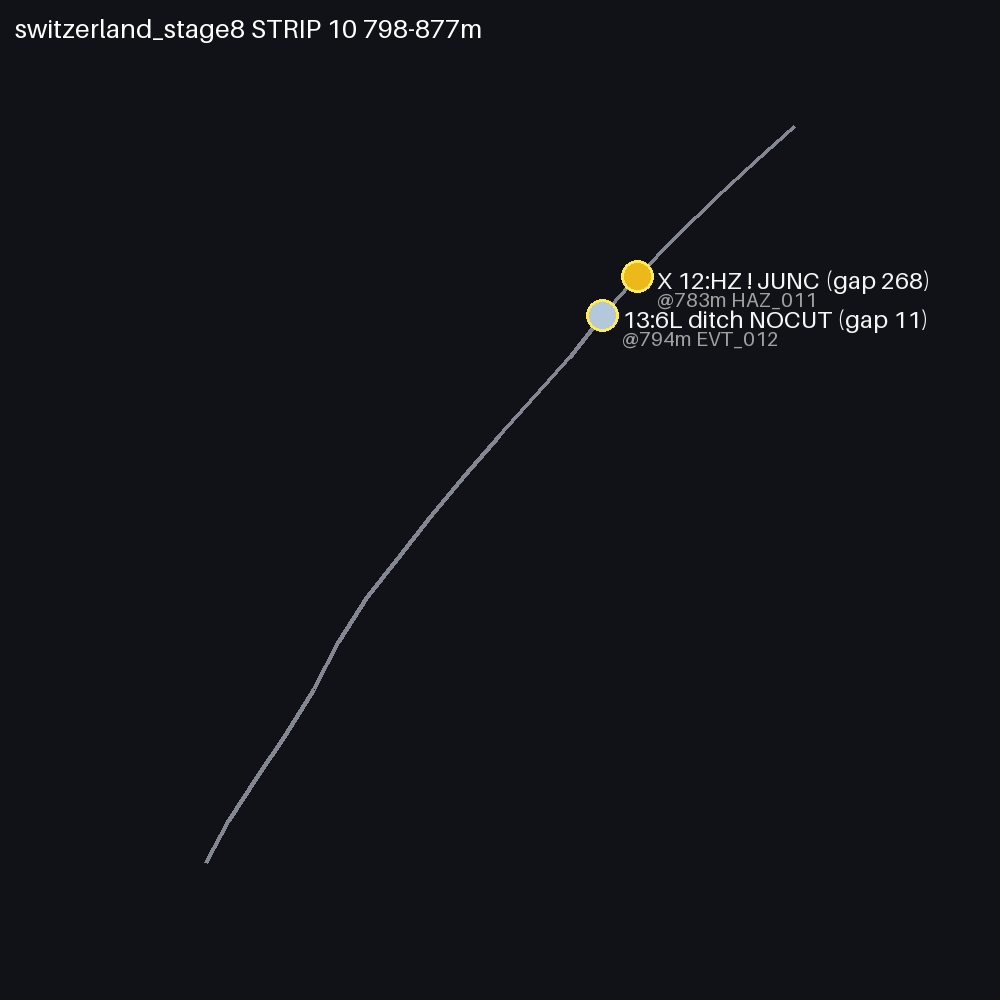 switzerland_stage8 STRIP 10 798-877m
X 12:HZ ! JUNC (gap 268)
@783m HAZ_011
13:6L ditch NOCUT (gap 11)
@794m EVT_012